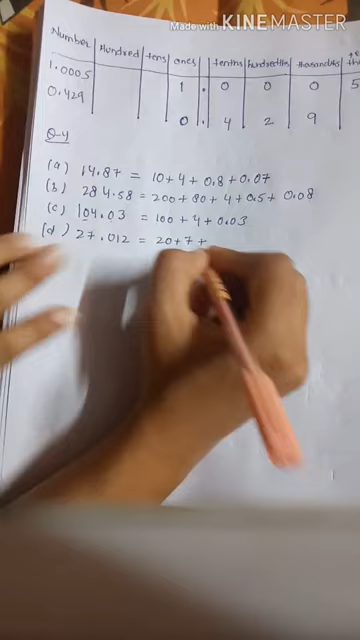 Made with KINEMASTER
Number Hundred tens ones tenths hundredths thousandths
1.0005 1 . 0 0 0 5
0.429 0 . 4 2 9
Q-4
(a) 14.87 = 10+4+0.8+0.07
(b) 284.58 = 200+80+4+0.5+0.08
(c) 104.03 = 100+4+0.03
(d) 27.012 = 20+7+